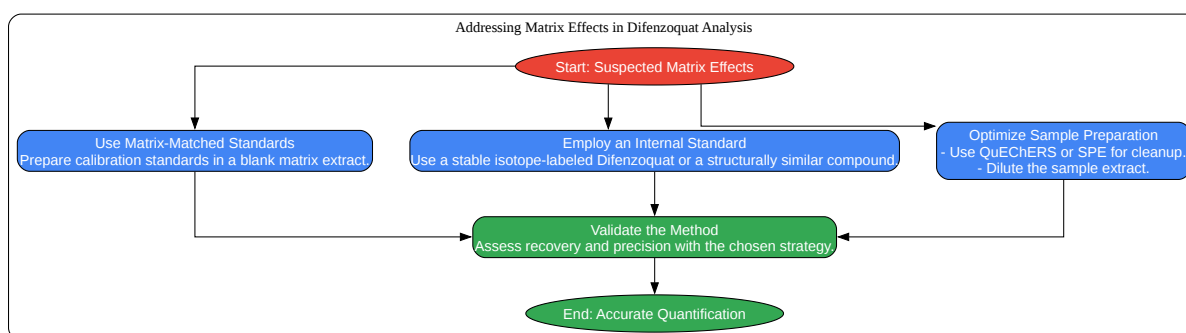 Addressing Matrix Effects in Difenzoquat Analysis
Start: Suspected Matrix Effects
Use Matrix-Matched Standards
Prepare calibration standards in a blank matrix extract.
Employ an Internal Standard
Use a stable isotope-labeled Difenzoquat or a structurally similar compound.
Optimize Sample Preparation
- Use QuEChERS or SPE for cleanup.
- Dilute the sample extract.
Validate the Method
Assess recovery and precision with the chosen strategy.
End: Accurate Quantification